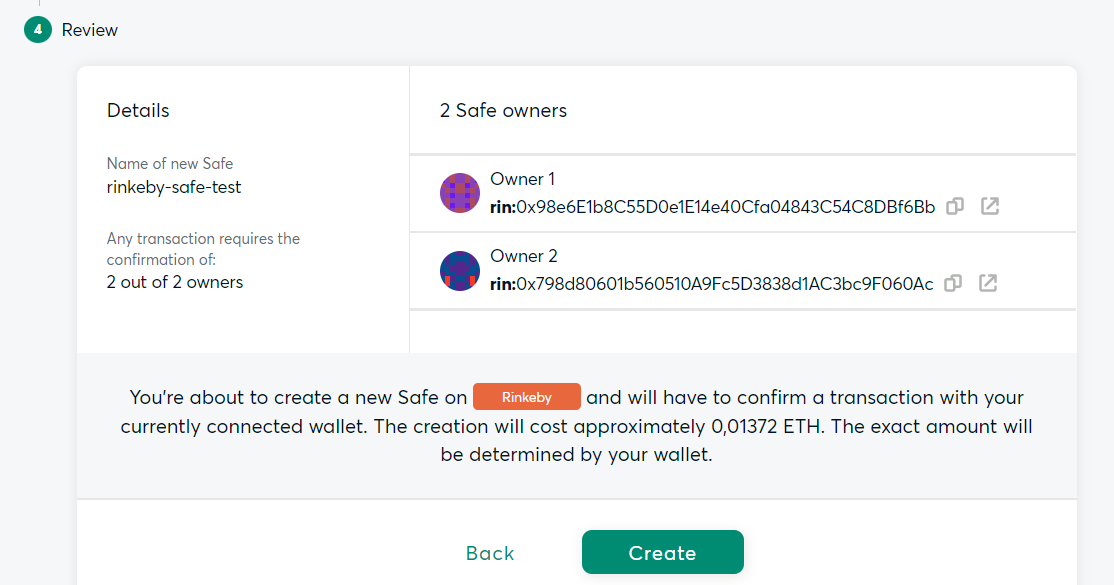 4 Review
Details
Name of new Safe
rinkeby-safe-test
Any transaction requires the
confirmation of:
2 out of 2 owners
2 Safe owners
Owner 1
rin:0x98e6E1b8C55D0e1E14e40Cfa04843C54C8DBf6Bb
Owner 2
rin:0x798d80601b560510A9Fc5D3838d1AC3bc9F060Ac
You're about to create a new Safe on Rinkeby and will have to confirm a transaction with your
currently connected wallet. The creation will cost approximately 0,01372 ETH. The exact amount will
be determined by your wallet.
Back
Create